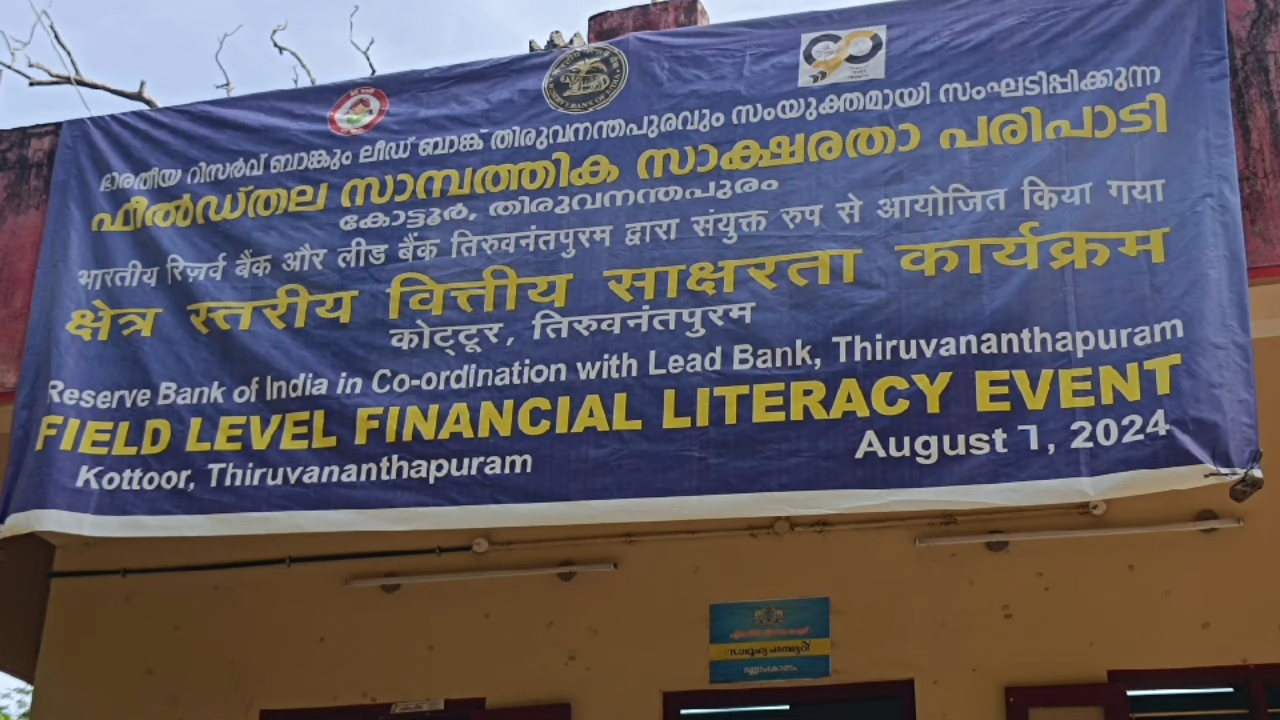 ഭാരതീയ റിസർവ് ബാങ്കും ലീഡ് ബാങ്ക് തിരുവനന്തപുരവും സംയുക്തമായി സംഘടിപ്പിക്കുന്ന
ഫീൽഡ്തല സാമ്പത്തിക സാക്ഷരതാ പരിപാടി
കോട്ടൂർ, തിരുവനന്തപുരം
भारतीय रिज़र्व बैंक और लीड बैंक तिरुवनंतपुरम द्वारा संयुक्त रुप से आयोजित किया गया
क्षेत्र स्तरीय वित्तीय साक्षरता कार्यक्रम
कोट्टूर, तिरुवनंतपुरम
Reserve Bank of India in Co-ordination with Lead Bank, Thiruvananthapuram
FIELD LEVEL FINANCIAL LITERACY EVENT
Kottoor, Thiruvananthapuram
August 1, 2024